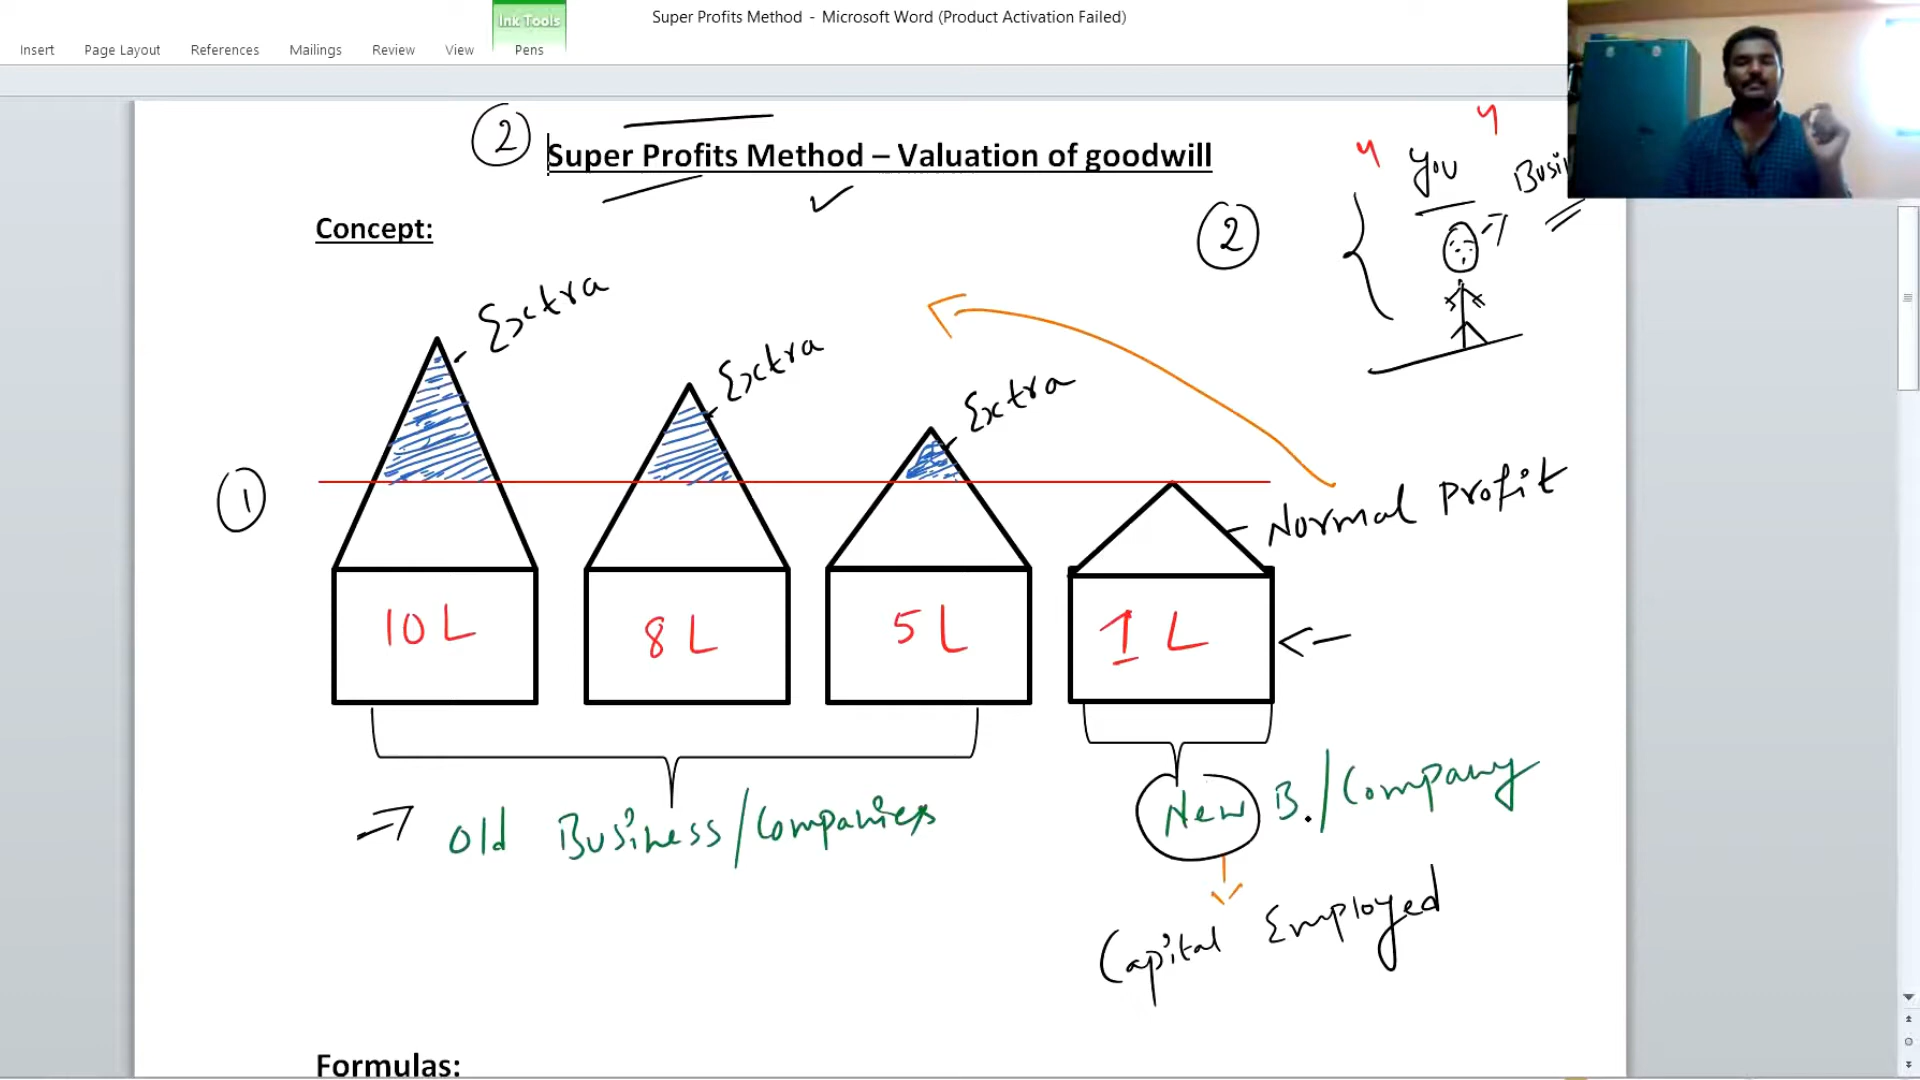 Super Profits Method - Microsoft Word (Product Activation Failed)
Ink Tools
Insert Page Layout References Mailings Review View Pens
2 Super Profits Method – Valuation of goodwill
You
Busi
Concept:
2
Extra
Extra
Extra
1
Normal Profit
10 L 8 L 5 L 1 L
Old Business/Companies
New B./Company
Capital Employed
Formulas: